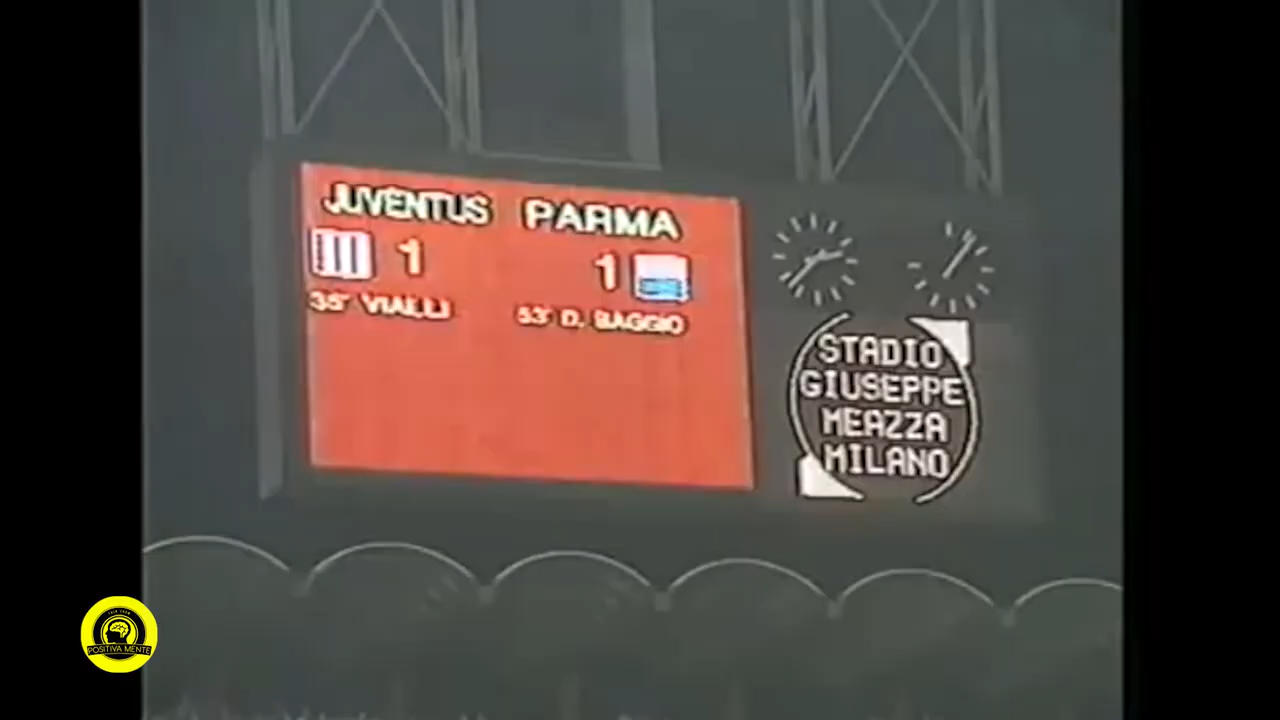 JUVENTUS PARMA
1 1
35' VIALLI 53' D. BAGGIO
STADIO
GIUSEPPE
MEAZZA
MILANO
POSITIVA MENTE